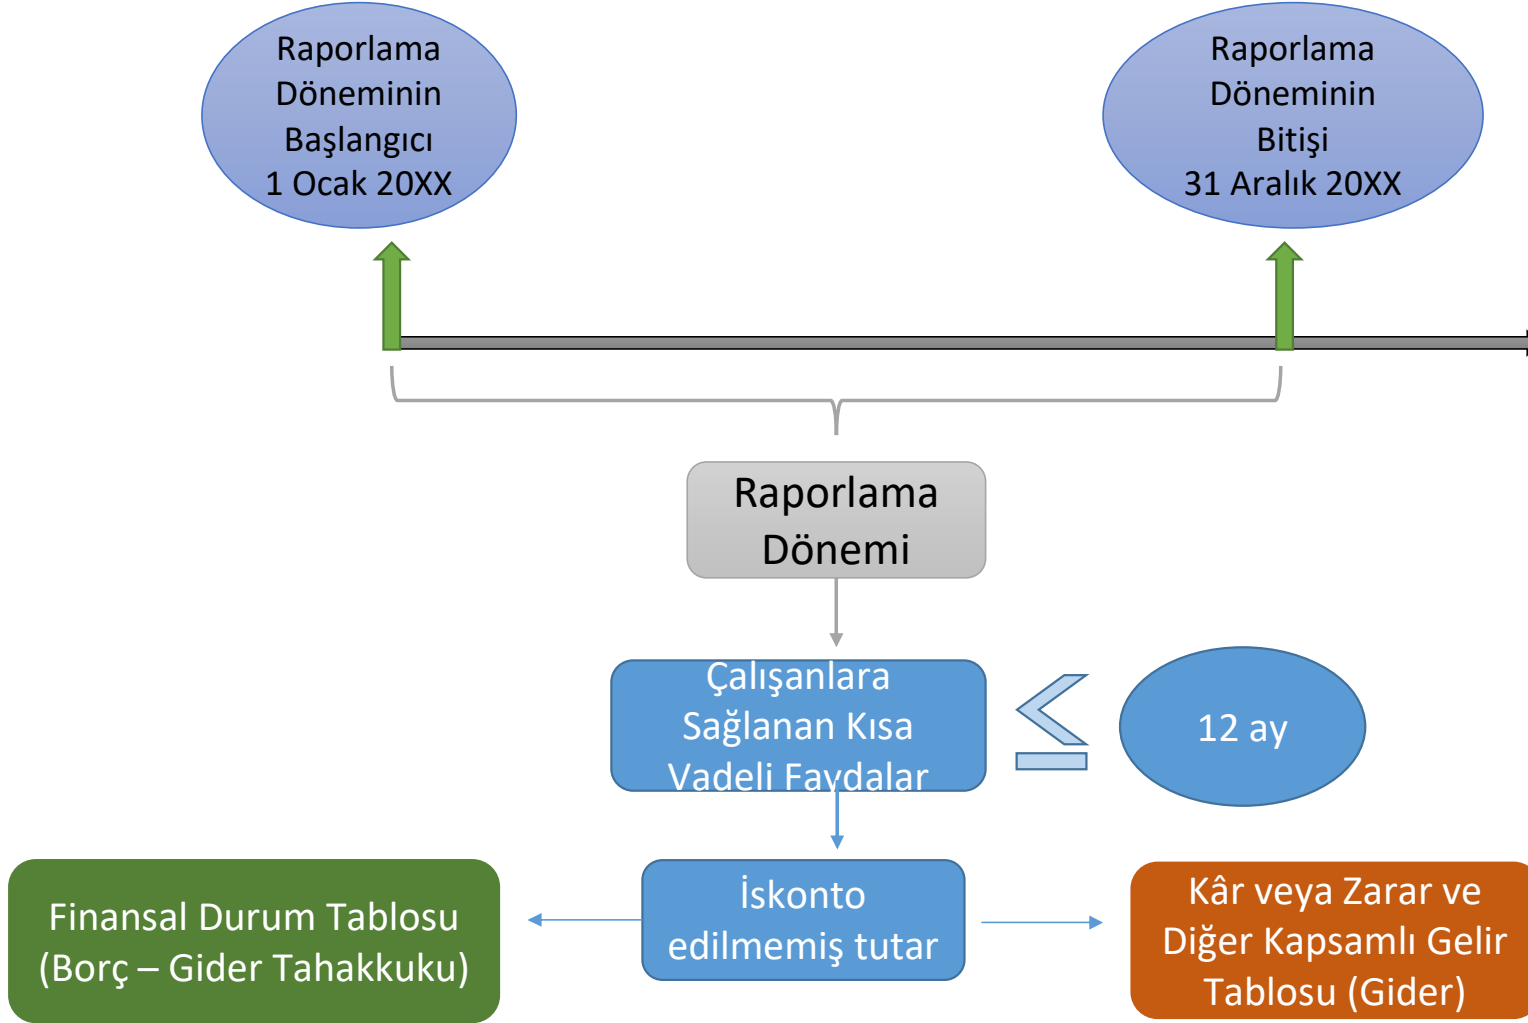 Raporlama
Döneminin
Başlangıcı
1 Ocak 20XX
Raporlama
Döneminin
Bitişi
31 Aralık 20XX
Raporlama
Dönemi
Çalışanlara
Sağlanan Kısa
Vadeli Faydalar
≤
12 ay
İskonto
edilmemiş tutar
Finansal Durum Tablosu
(Borç – Gider Tahakkuku)
Kâr veya Zarar ve
Diğer Kapsamlı Gelir
Tablosu (Gider)